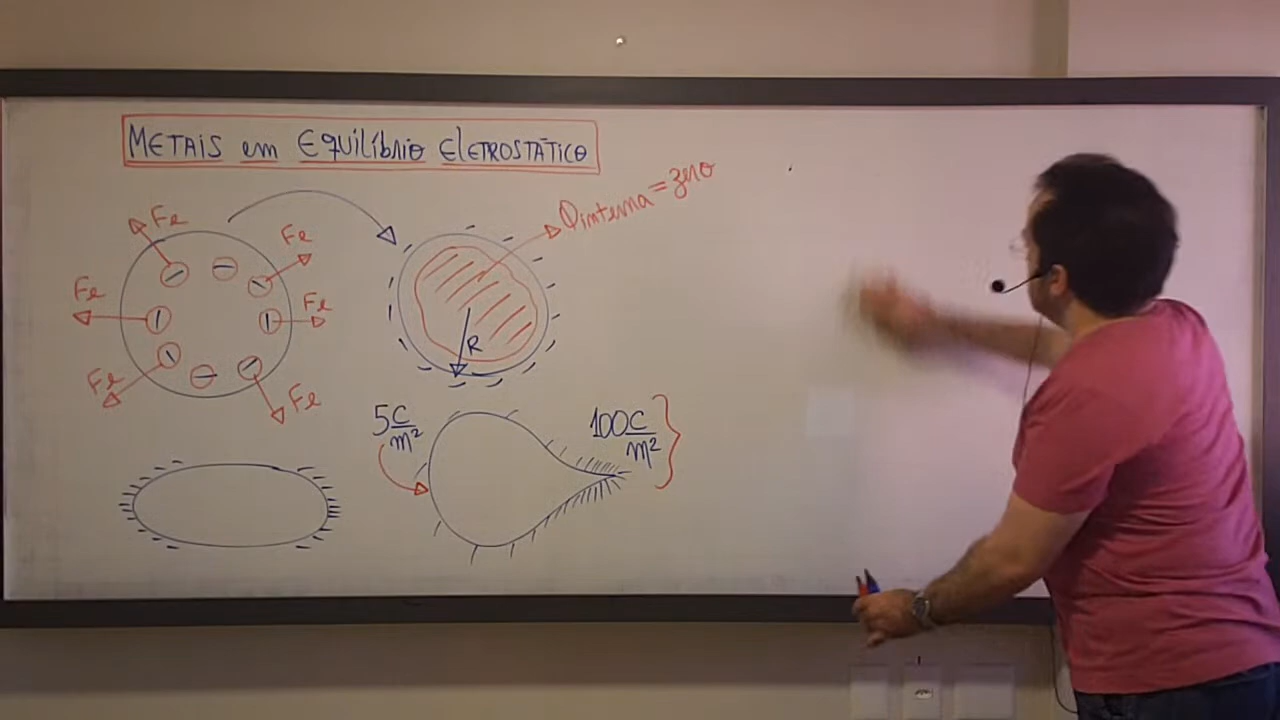 METAIS em EQUILÍBRIO ELETROSTÁTICO
Fe
Fe
Fe
Fe
Fe
Fe
Qinterna = zero
R
5C/m²
100C/m²